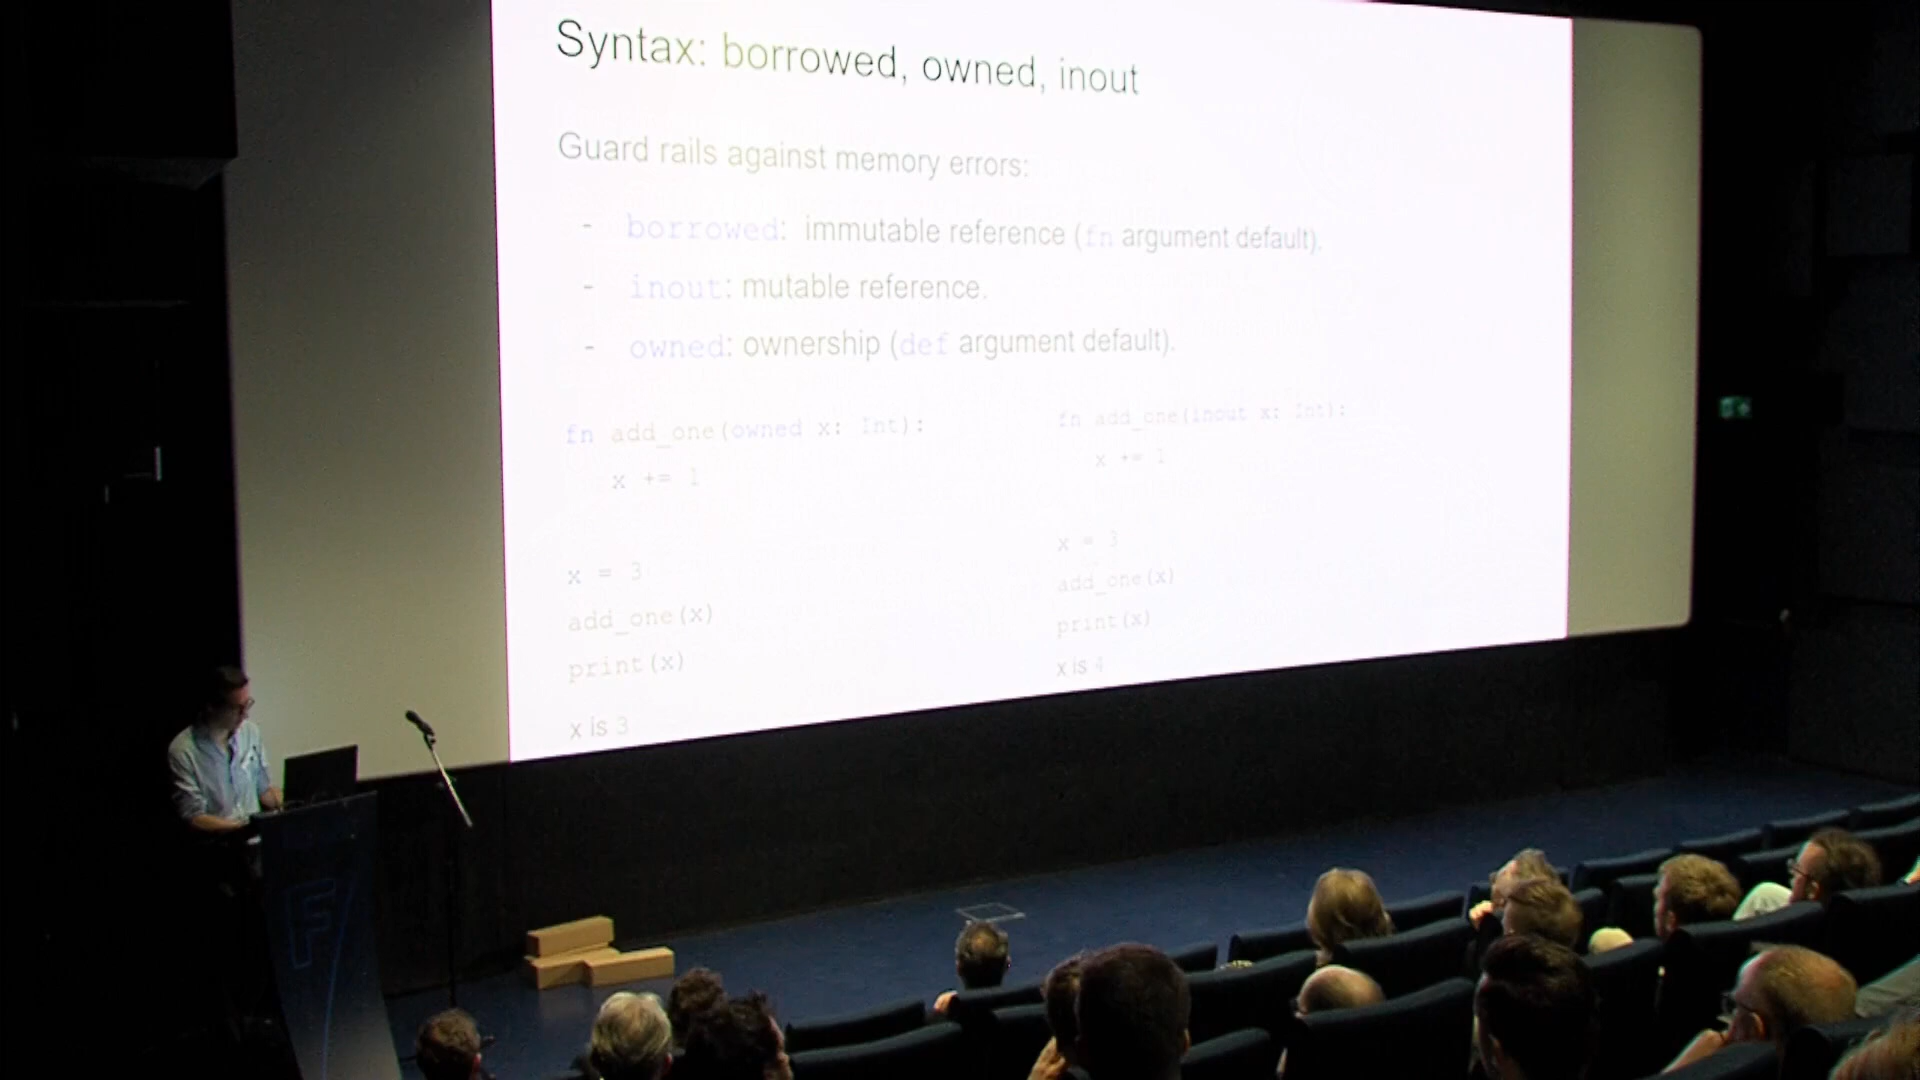 Syntax: borrowed, owned, inout
Guard rails against memory errors:
- borrowed: immutable reference (fn argument default).
- inout: mutable reference.
- owned: ownership (def argument default).
fn add_one(owned x: Int):
x += 1
x = 3
add_one(x)
print(x)
x is 3
fn add_one(inout x: Int):
x += 1
x = 3
add_one(x)
print(x)
x is 4
F